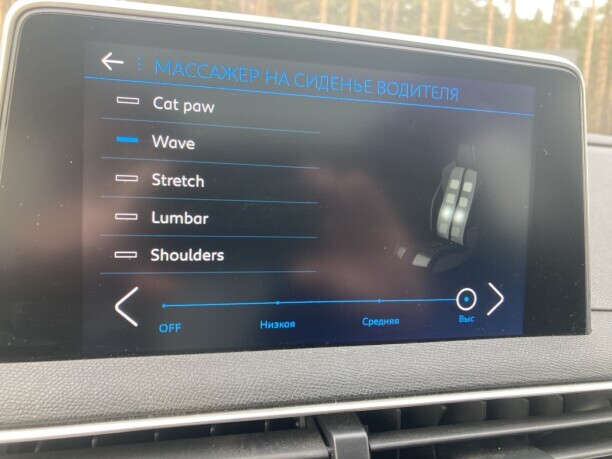 МАССАЖЕР НА СИДЕНЬЕ ВОДИТЕЛЯ
Cat paw
Wave
Stretch
Lumbar
Shoulders
OFF
Низкая
Средняя
Выс